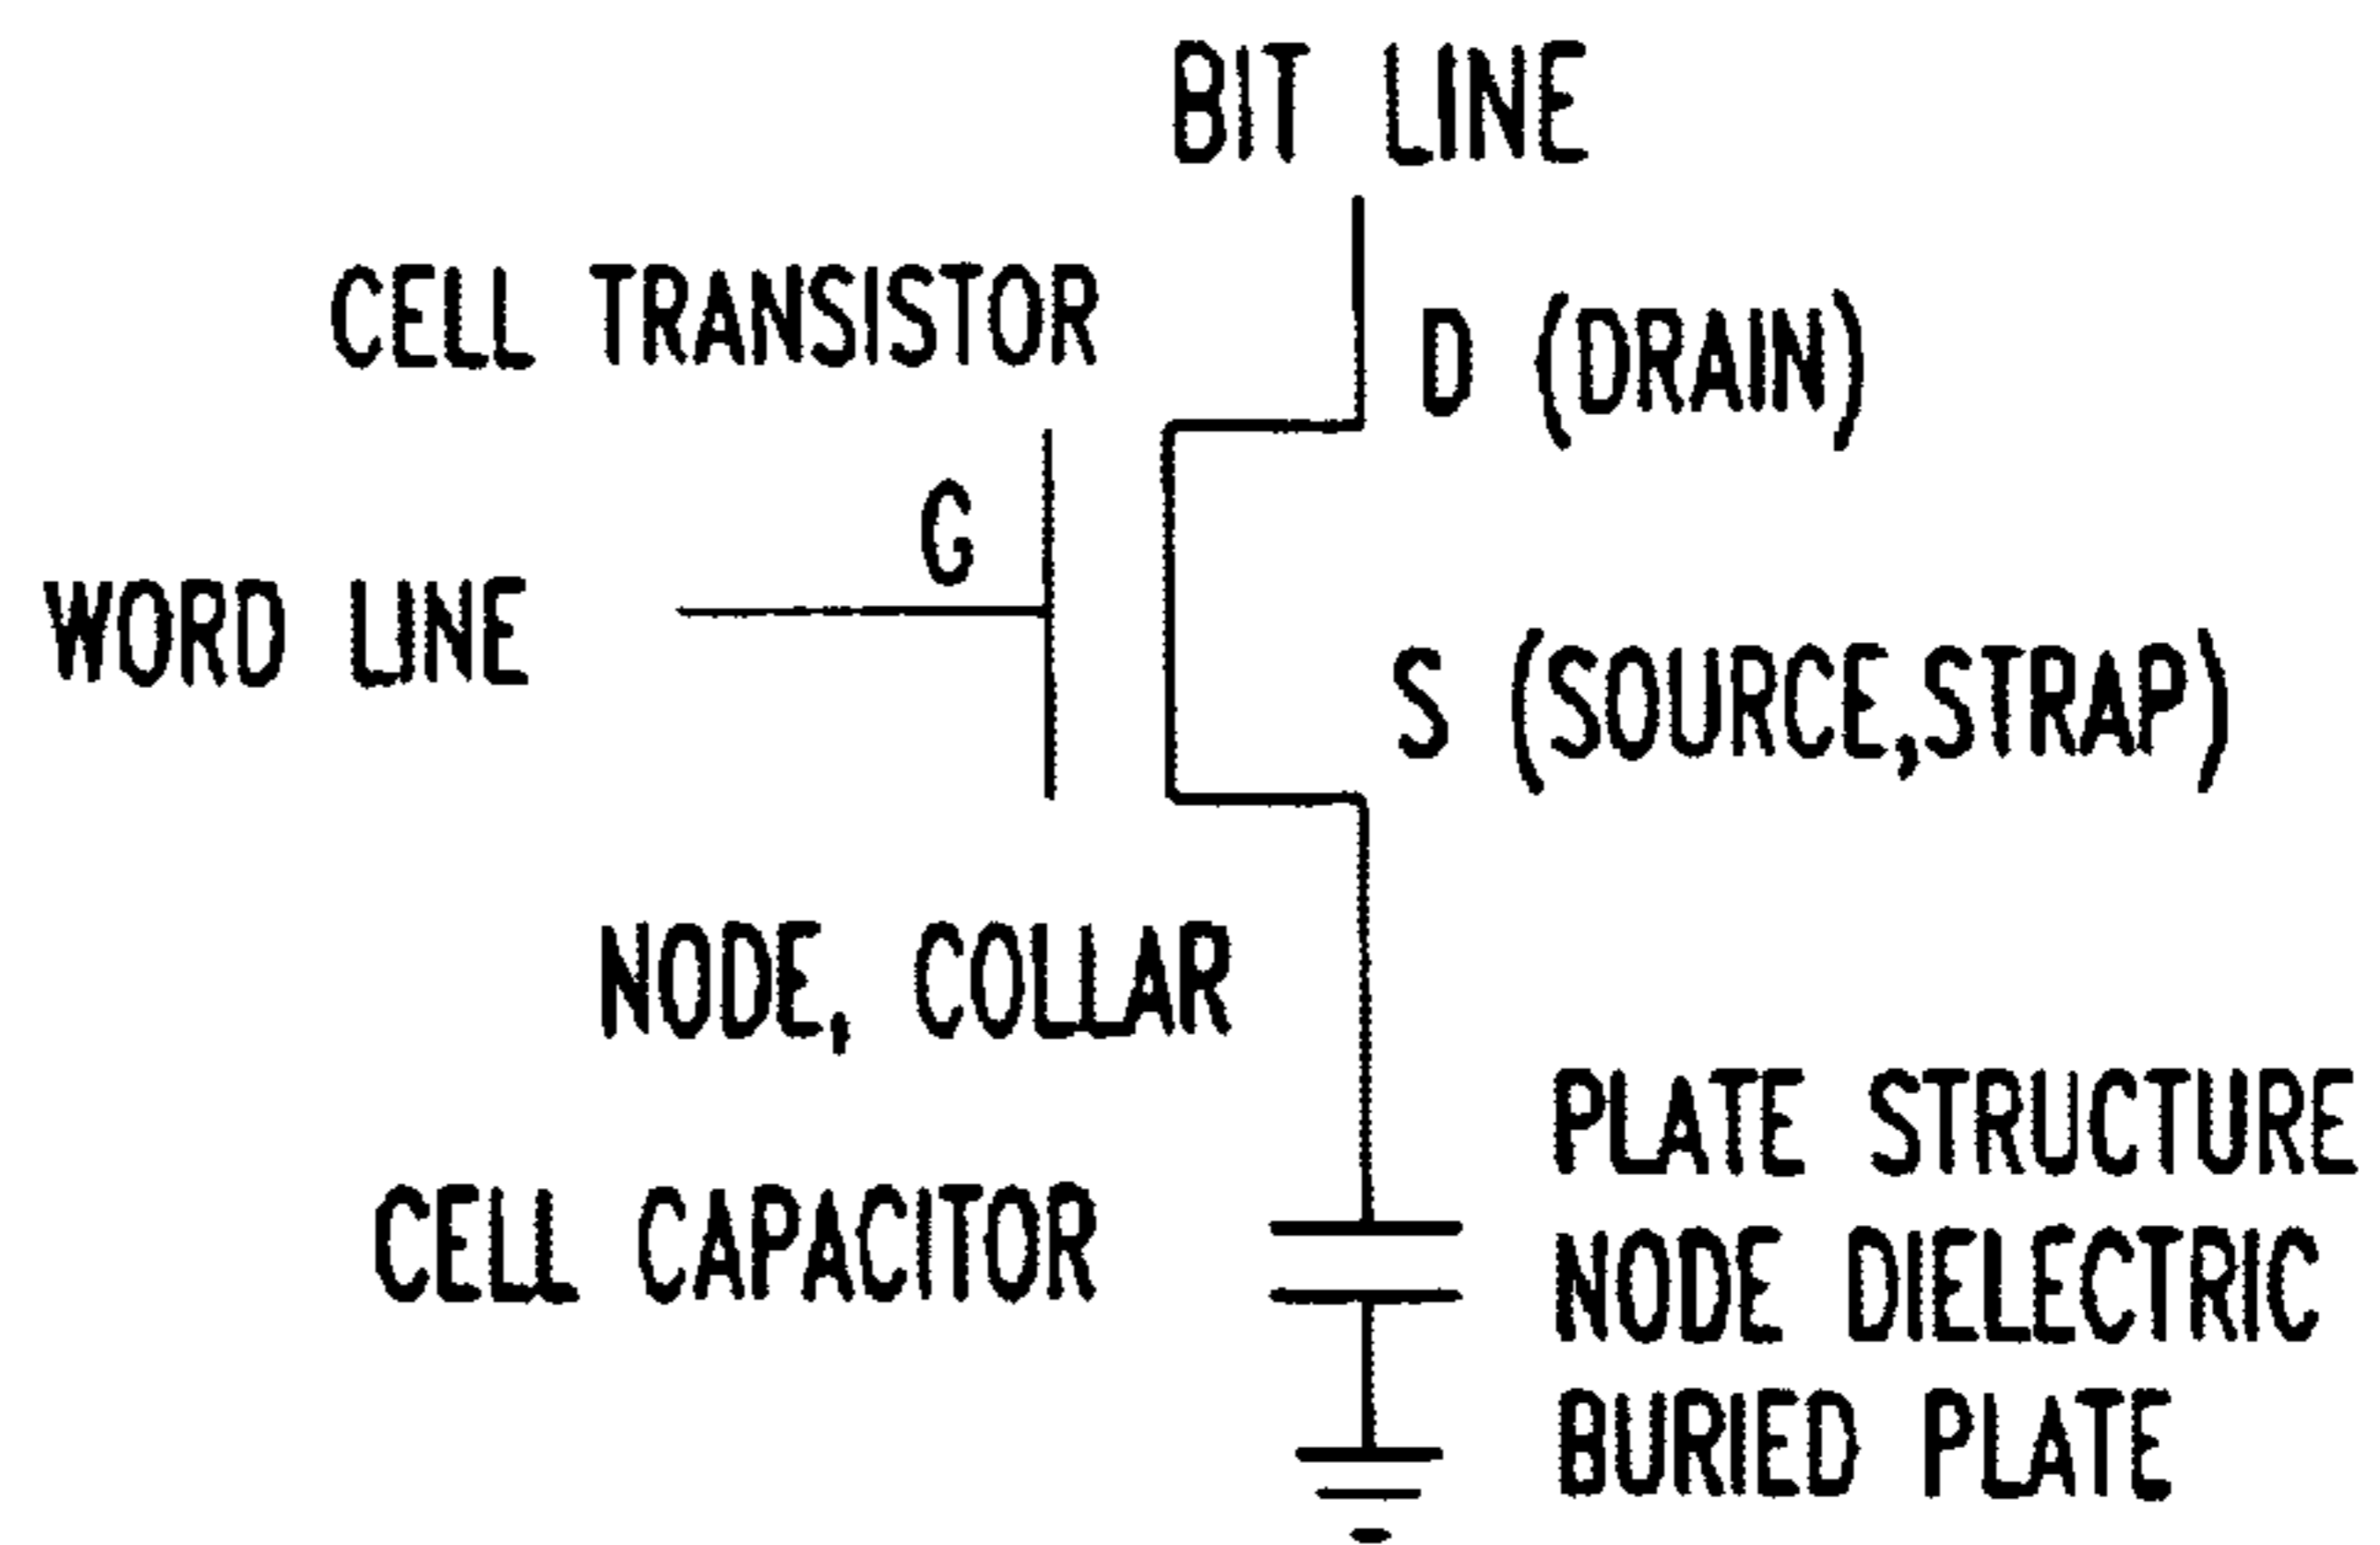 BIT LINE
CELL TRANSISTOR
D (DRAIN)
G
WORD LINE
S (SOURCE,STRAP)
NODE, COLLAR
PLATE STRUCTURE
CELL CAPACITOR
NODE DIELECTRIC
BURIED PLATE